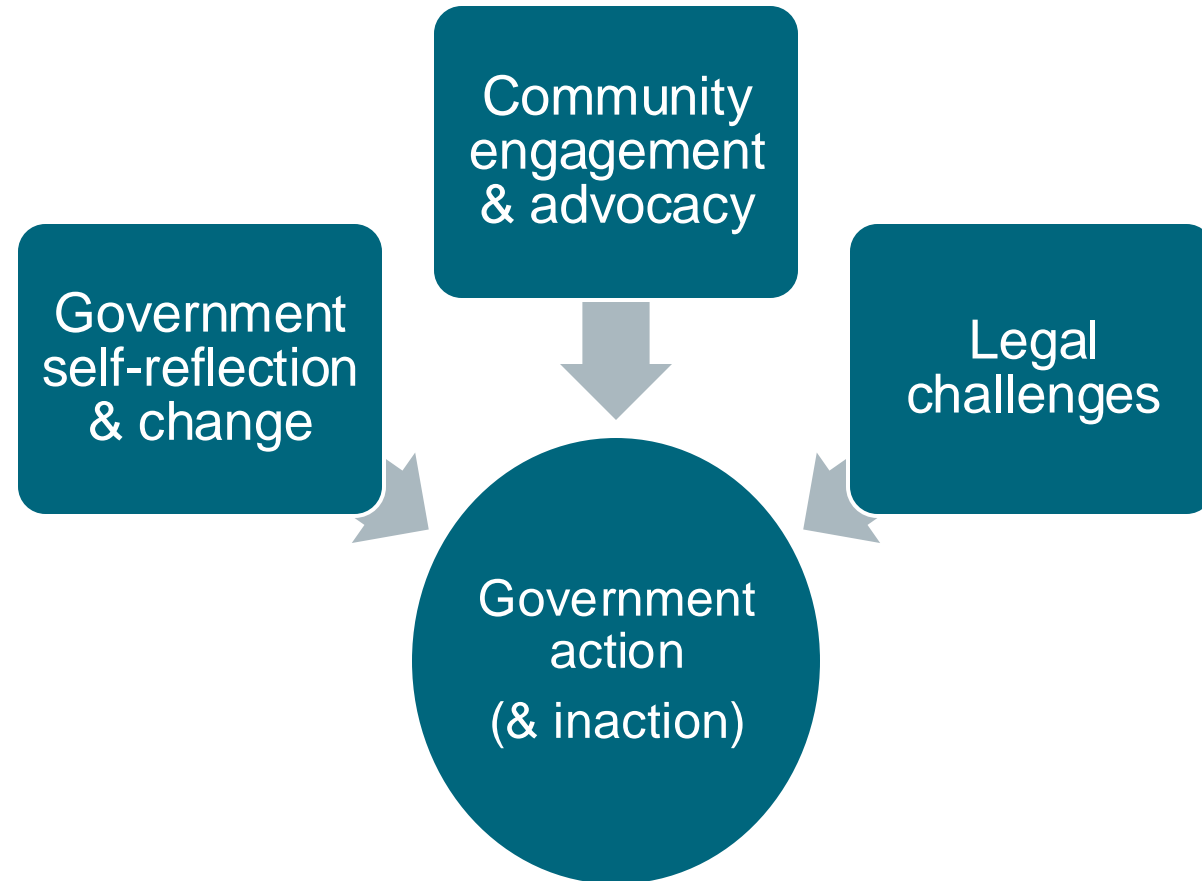 Community
engagement
& advocacy
Government
self-reflection
& change
Legal
challenges
Government
action
(& inaction)